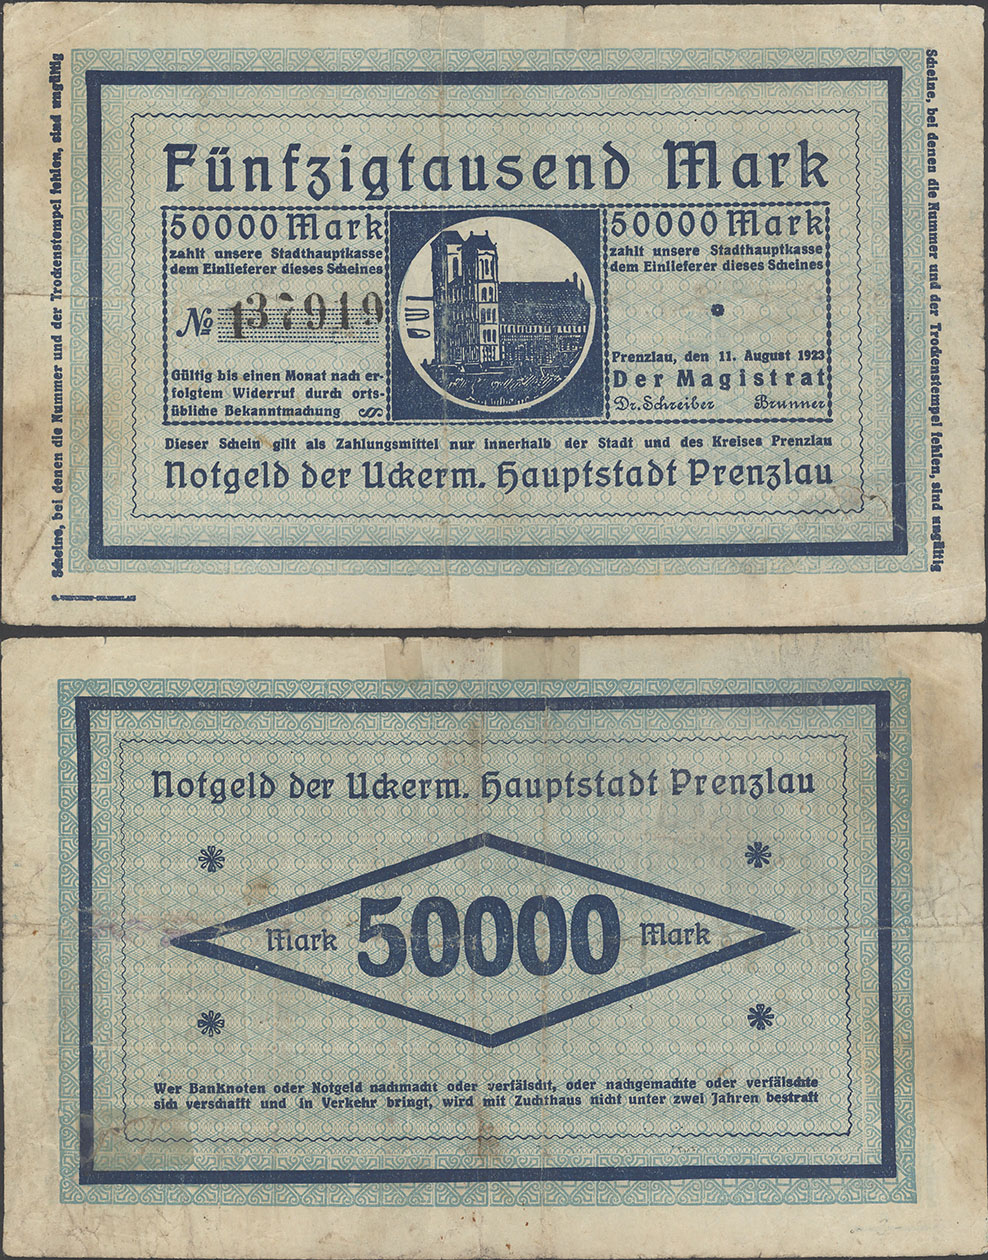 Fünfzigtausend Mark
50000 Mark
zahlt unsere Stadthauptkasse
dem Einlieferer dieses Scheines
No 137919
Gültig bis einen Monat nach er-
folgtem Widerruf durch orts-
übliche Bekanntmachung
50000 Mark
zahlt unsere Stadthauptkasse
dem Einlieferer dieses Scheines
Prenzlau, den 11. August 1923
Der Magistrat
Dr. Schreiber Brunner
Dieser Schein gilt als Zahlungsmittel nur innerhalb der Stadt und des Kreises Prenzlau
Notgeld der Uckerm. Hauptstadt Prenzlau
Scheine, bei denen die Nummer und der Trockenstempel fehlen, sind ungültig
Scheine, bei denen die Nummer und der Trockenstempel fehlen, sind ungültig
Notgeld der Uckerm. Hauptstadt Prenzlau
Mark 50000 Mark
Wer Banknoten oder Notgeld nachmacht oder verfälscht, oder nachgemachte oder verfälschte
sich verschafft und in Verkehr bringt, wird mit Zuchthaus nicht unter zwei Jahren bestraft